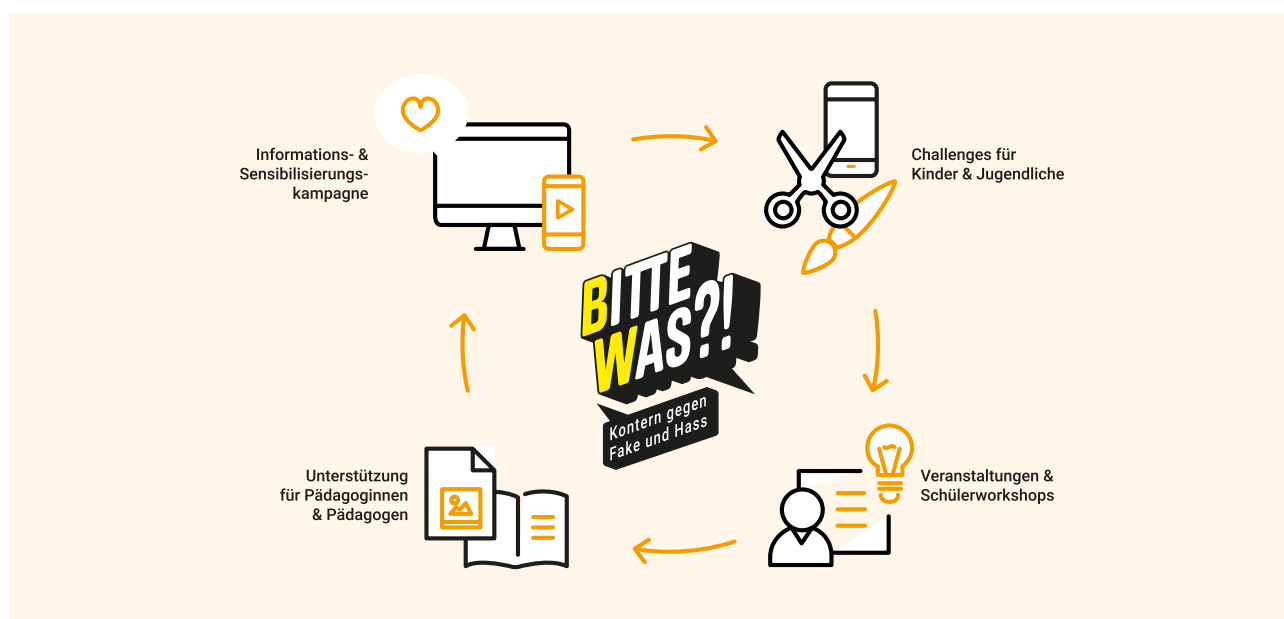 Informations- &
Sensibilisierungs-
kampagne
Challenges für
Kinder & Jugendliche
BITTE
WAS?!
Kontern gegen
Fake und Hass
Unterstützung
für Pädagoginnen
& Pädagogen
Veranstaltungen &
Schülerworkshops